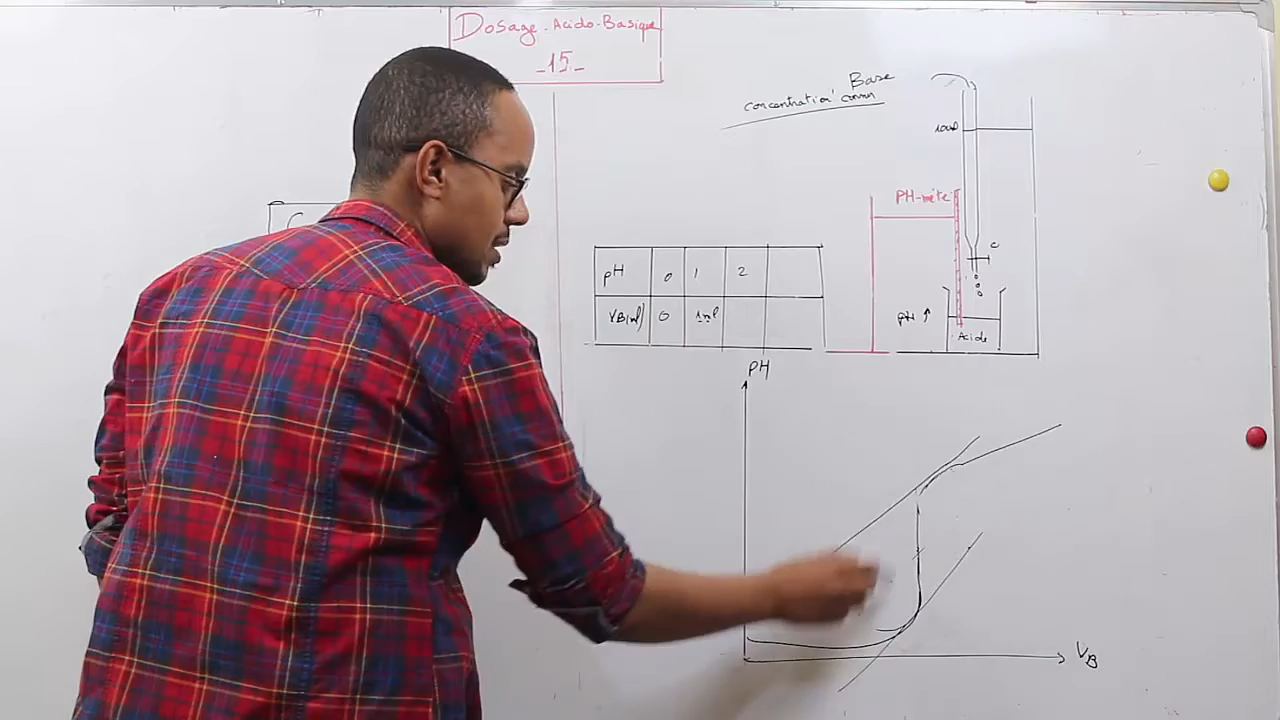 Dosage - Acido-Basique
- 15 -
Base
concentration
PH-mètre
C
pH 0 1 2
VB(ml) 0 1ml
pH ↑
Acide
PH
VB